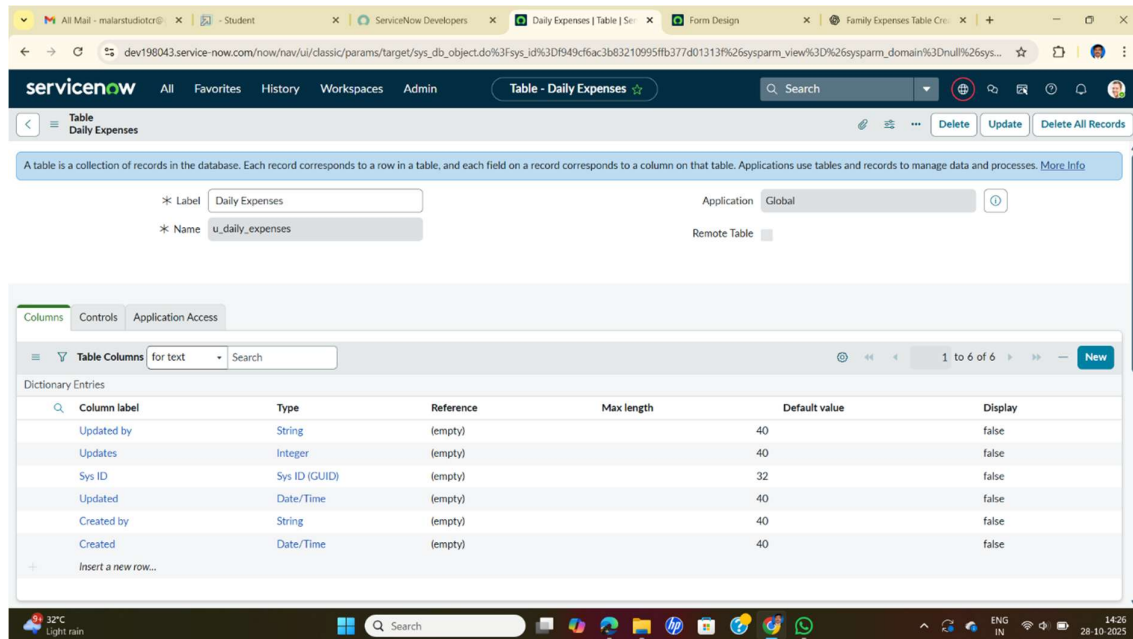 All Mail - malarstudiotcr@
- Student
ServiceNow Developers
Daily Expenses | Table | Ser
Form Design
Family Expenses Table Cre
dev198043.service-now.com/now/nav/ui/classic/params/target/sys_db_object.do%3Fsys_id%3Df949cf6ac3b83210995ffb377d01313f%26sysparm_view%3D%26sysparm_domain%3Dnull%26sys...
servicenow All Favorites History Workspaces Admin Table - Daily Expenses Search
Table
Daily Expenses
Delete Update Delete All Records
A table is a collection of records in the database. Each record corresponds to a row in a table, and each field on a record corresponds to a column on that table. Applications use tables and records to manage data and processes. More Info
* Label Daily Expenses Application Global
* Name u_daily_expenses Remote Table
Columns Controls Application Access
Table Columns for text Search 1 to 6 of 6 New
Dictionary Entries
Column label Type Reference Max length Default value Display
Updated by String (empty) 40 false
Updates Integer (empty) 40 false
Sys ID Sys ID (GUID) (empty) 32 false
Updated Date/Time (empty) 40 false
Created by String (empty) 40 false
Created Date/Time (empty) 40 false
Insert a new row...
9+ 32°C Search ENG 14:26
Light rain IN 28-10-2025